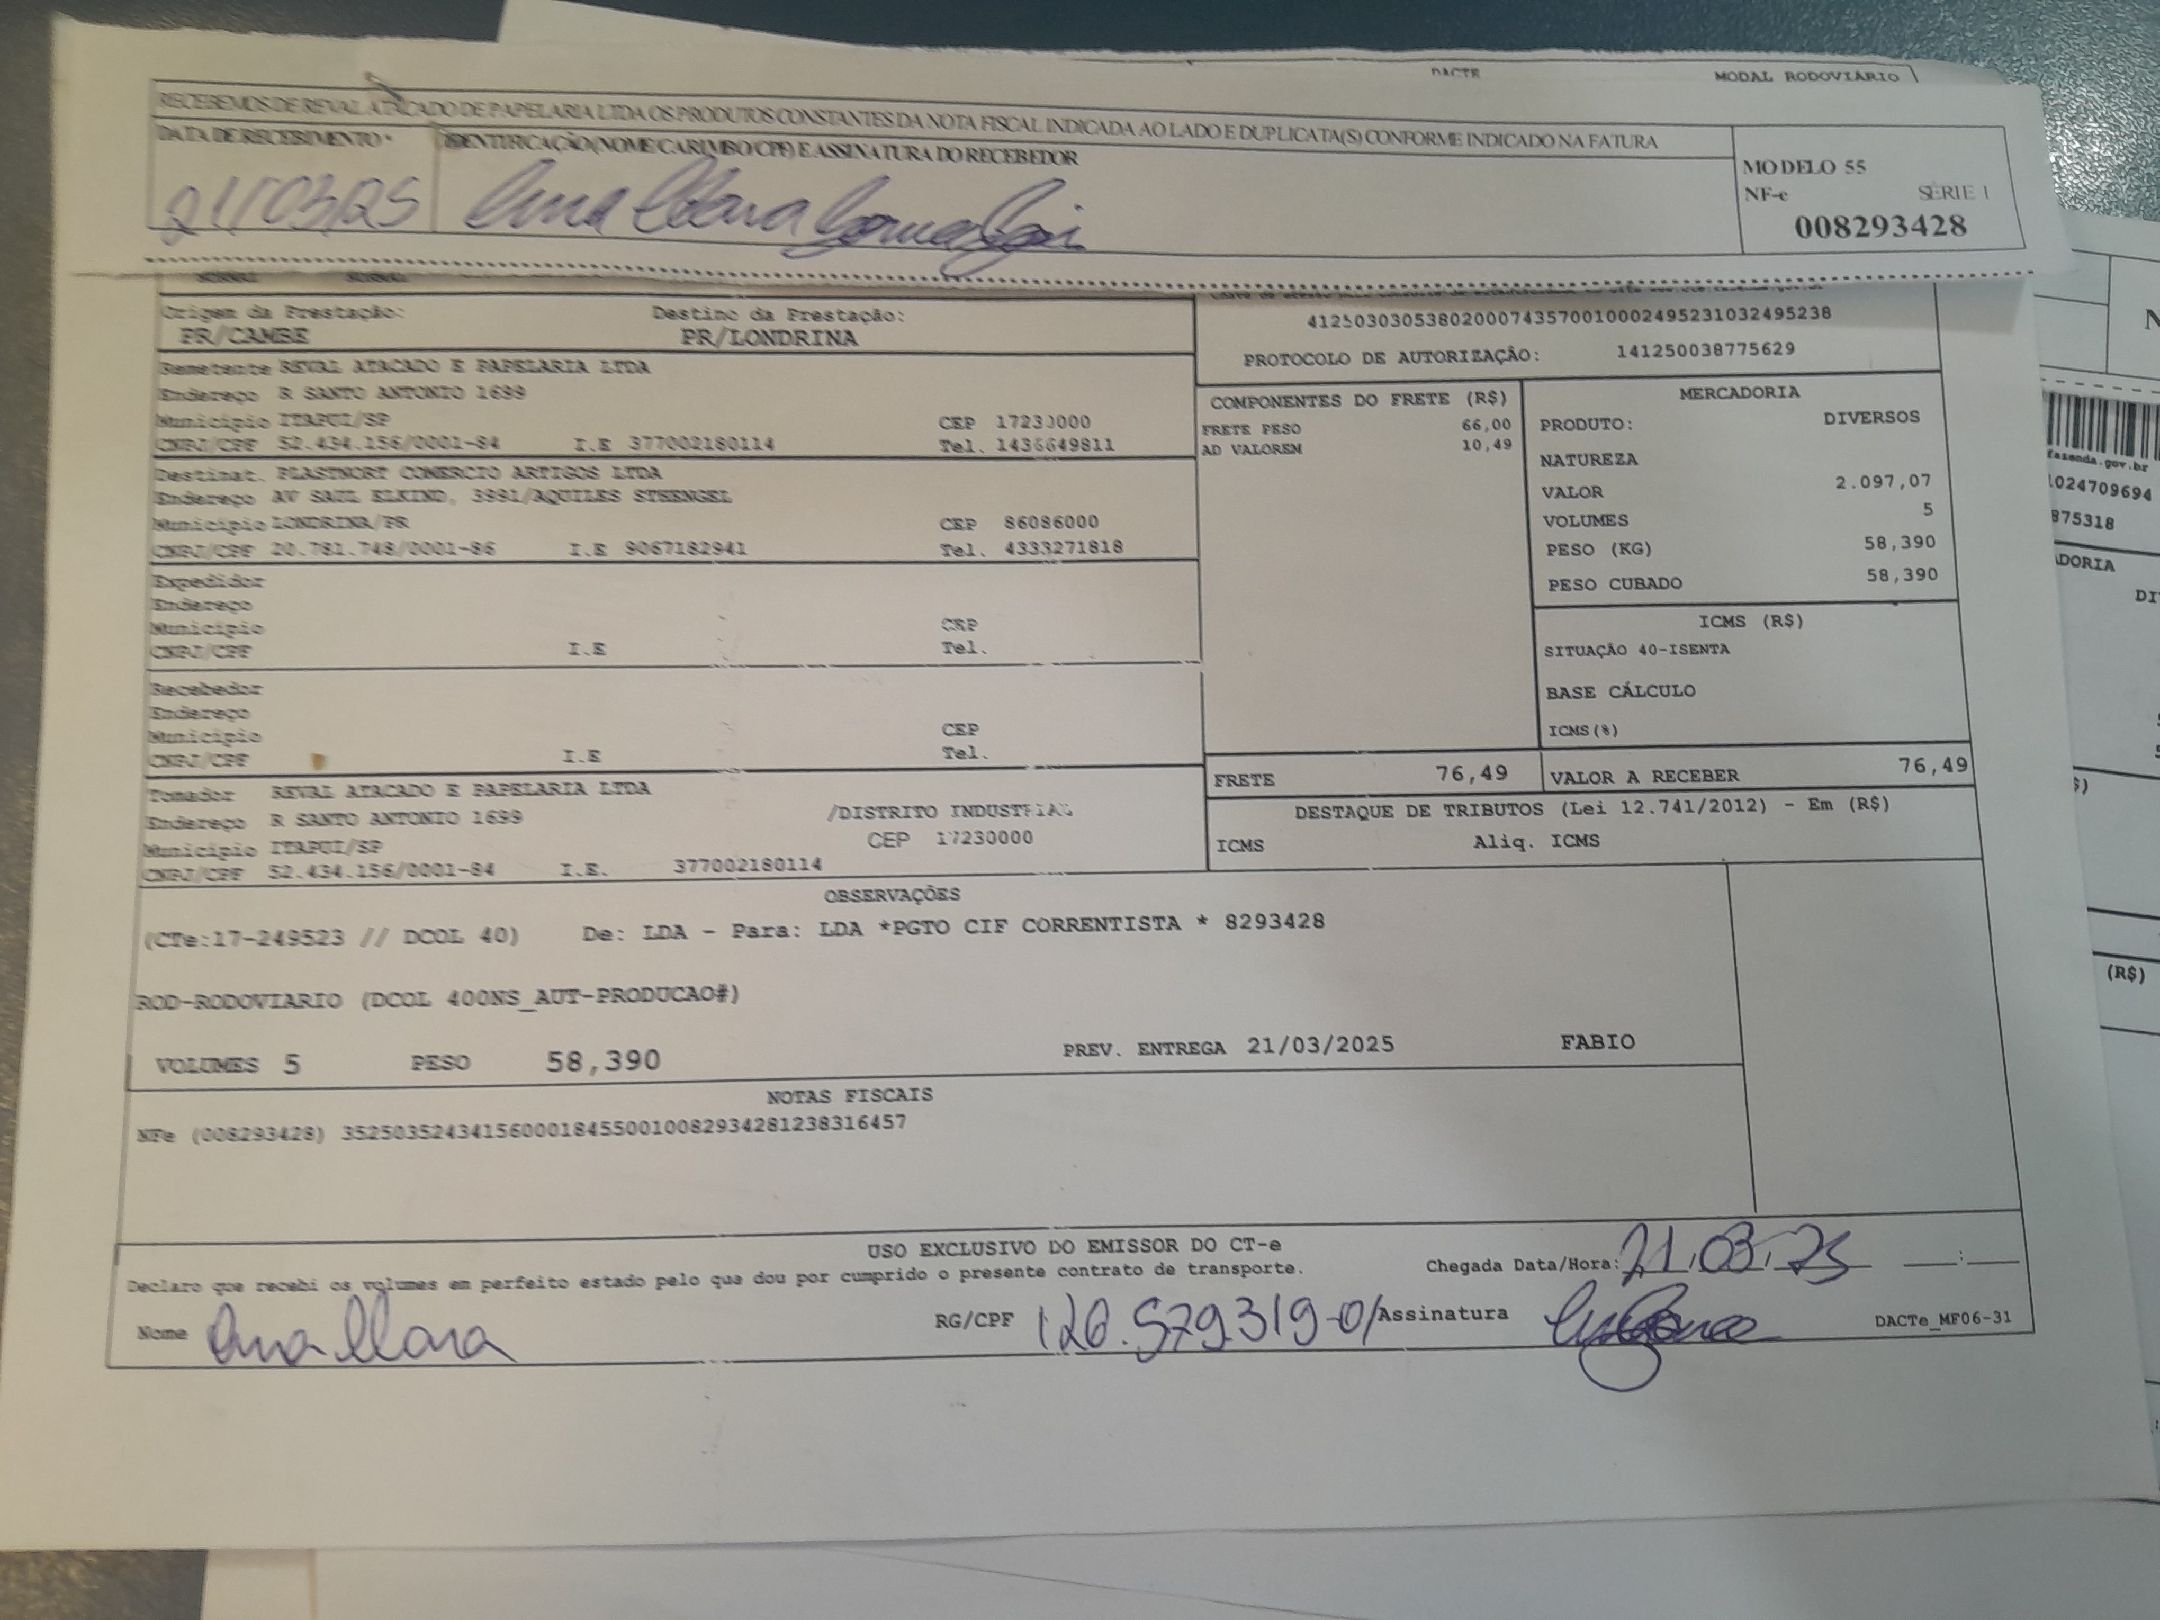 DACTE MODAL RODOVIÁRIO
RECEBEMOS DE REVAL ATACADO DE PAPELARIA LTDA OS PRODUTOS CONSTANTES DA NOTA FISCAL INDICADA AO LADO E DUPLICATA(S) CONFORME INDICADO NA FATURA
DATA DE RECEBIMENTO IDENTIFICAÇÃO (NOME CARIMBO CPF) E ASSINATURA DO RECEBEDOR
MODELO 55
NF-e SÉRIE 1
008293428
21/03/25
Origem da Prestação: Destino da Prestação:
PR/CAMBE PR/LONDRINA
41250303053802000743570010002495231032495238
PROTOCOLO DE AUTORIZAÇÃO: 141250038775629
Remetente REVAL ATACADO E PAPELARIA LTDA
Endereço R SANTO ANTONIO 1699
Município ITAPUI/SP CEP 17230000
CNPJ/CPF 52.434.156/0001-84 I.E 377002180114 Tel. 1436649811
Destinat. PLASTNORT COMERCIO ARTIGOS LTDA
Endereço AV SAUL ELKIND, 3991/AQUILES STHENGEL
Município LONDRINA/PR CEP 86086000
CNPJ/CPF 20.781.748/0001-86 I.E 9067182941 Tel. 4333271818
Expedidor
Endereço
Município CEP
CNPJ/CPF I.E Tel.
Recebedor
Endereço
Município CEP
CNPJ/CPF I.E Tel.
Tomador REVAL ATACADO E PAPELARIA LTDA
Endereço R SANTO ANTONIO 1699 /DISTRITO INDUSTRIAL
Município ITAPUI/SP CEP 17230000
CNPJ/CPF 52.434.156/0001-84 I.E. 377002180114
COMPONENTES DO FRETE (R$)
FRETE PESO 66,00
AD VALOREM 10,49
MERCADORIA
PRODUTO: DIVERSOS
NATUREZA
VALOR 2.097,07
VOLUMES 5
PESO (KG) 58,390
PESO CUBADO 58,390
ICMS (R$)
SITUAÇÃO 40-ISENTA
BASE CÁLCULO
ICMS(%)
FRETE 76,49 VALOR A RECEBER 76,49
DESTAQUE DE TRIBUTOS (Lei 12.741/2012) - Em (R$)
ICMS Aliq. ICMS
OBSERVAÇÕES
(CTe:17-249523 // DCOL 40) De: LDA - Para: LDA *PGTO CIF CORRENTISTA * 8293428
ROD-RODOVIARIO (DCOL 400NS_AUT-PRODUCAO#)
VOLUMES 5 PESO 58,390 PREV. ENTREGA 21/03/2025 FABIO
NOTAS FISCAIS
NFe (008293428) 35250352434156000184550010082934281238316457
USO EXCLUSIVO DO EMISSOR DO CT-e
Declaro que recebi os volumes em perfeito estado pelo que dou por cumprido o presente contrato de transporte.
Chegada Data/Hora: 21.03.25 __:__
Nome Ana Clara RG/CPF 120.579.319-01 Assinatura
DACTe_MF06-31
fazenda.gov.br
1024709694
875318
ADORIA
DI
(R$)